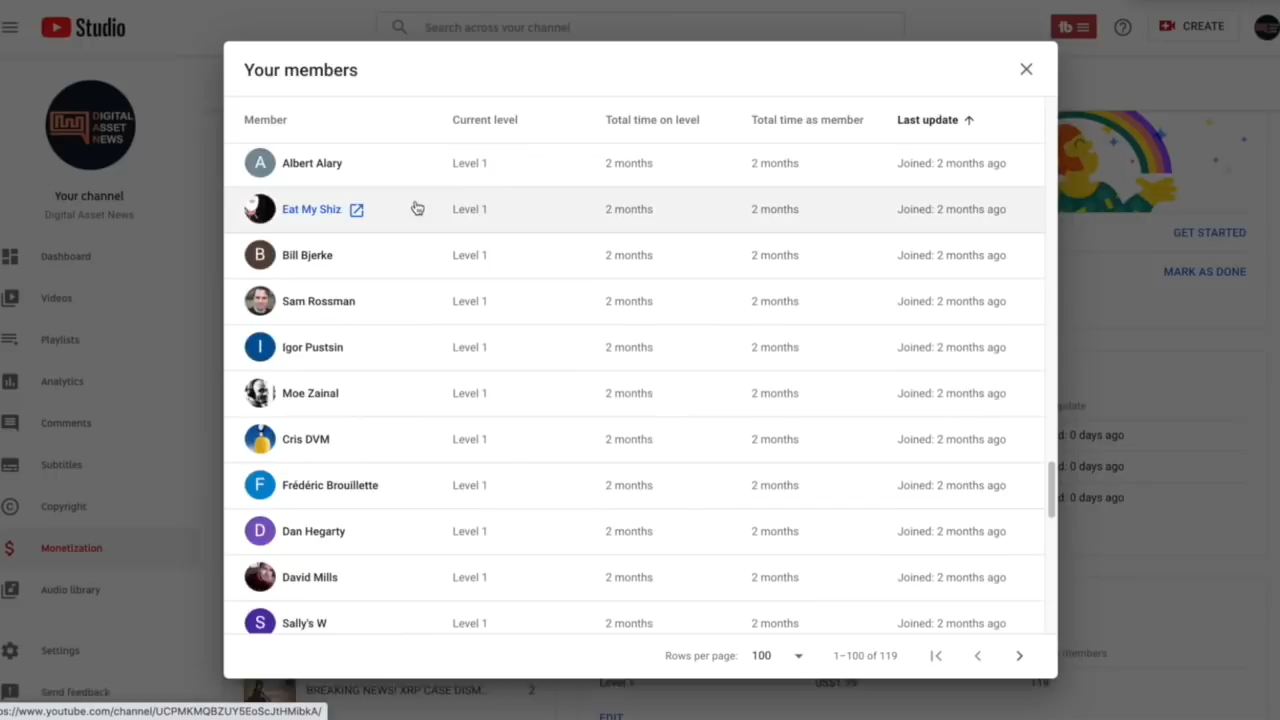 Studio
Search across your channel
CREATE
Your members
Member Current level Total time on level Total time as member Last update
A Albert Alary Level 1 2 months 2 months Joined: 2 months ago
Eat My Shiz Level 1 2 months 2 months Joined: 2 months ago
B Bill Bjerke Level 1 2 months 2 months Joined: 2 months ago
Sam Rossman Level 1 2 months 2 months Joined: 2 months ago
I Igor Pustsin Level 1 2 months 2 months Joined: 2 months ago
Moe Zainal Level 1 2 months 2 months Joined: 2 months ago
Cris DVM Level 1 2 months 2 months Joined: 2 months ago
F Frédéric Brouillette Level 1 2 months 2 months Joined: 2 months ago
D Dan Hegarty Level 1 2 months 2 months Joined: 2 months ago
David Mills Level 1 2 months 2 months Joined: 2 months ago
S Sally's W Level 1 2 months 2 months Joined: 2 months ago
Rows per page: 100 1–100 of 119
DIGITAL
ASSET
NEWS
Your channel
Digital Asset News
Dashboard
Videos
Playlists
Analytics
Comments
Subtitles
Copyright
Monetization
Audio library
Settings
Send feedback
GET STARTED
MARK AS DONE
d: 0 days ago
d: 0 days ago
d: 0 days ago
BREAKING NEWS! XRP CASE DISM... 2
Level 1 US$1.99 119
EDIT
ps://www.youtube.com/channel/UCPMKMQBZUY5EoScJtHMibkA/